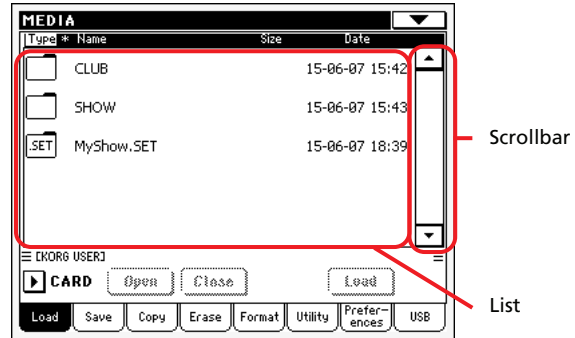 MEDIA
Type * Name Size Date
CLUB 15-06-07 15:42
SHOW 15-06-07 15:43
.SET MyShow.SET 15-06-07 18:39
Scrollbar
[KORG USER]
CARD Open Close Load
List
Load Save Copy Erase Format Utility Prefer-
ences USB